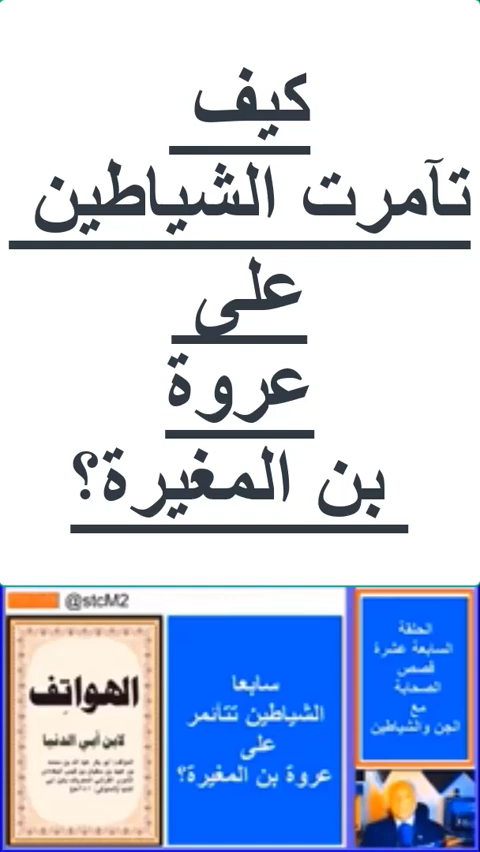 كيف
تآمرت الشياطين
على
عروة
بن المغيرة؟
@stcM2
الهواتف
لابن أبي الدنيا
سابعا
الشياطين تتأنمر
على
عروة بن المغيرة؟
الحلقة
السابعة عشرة
قصص
الصحابة
مع
الجن والشياطين